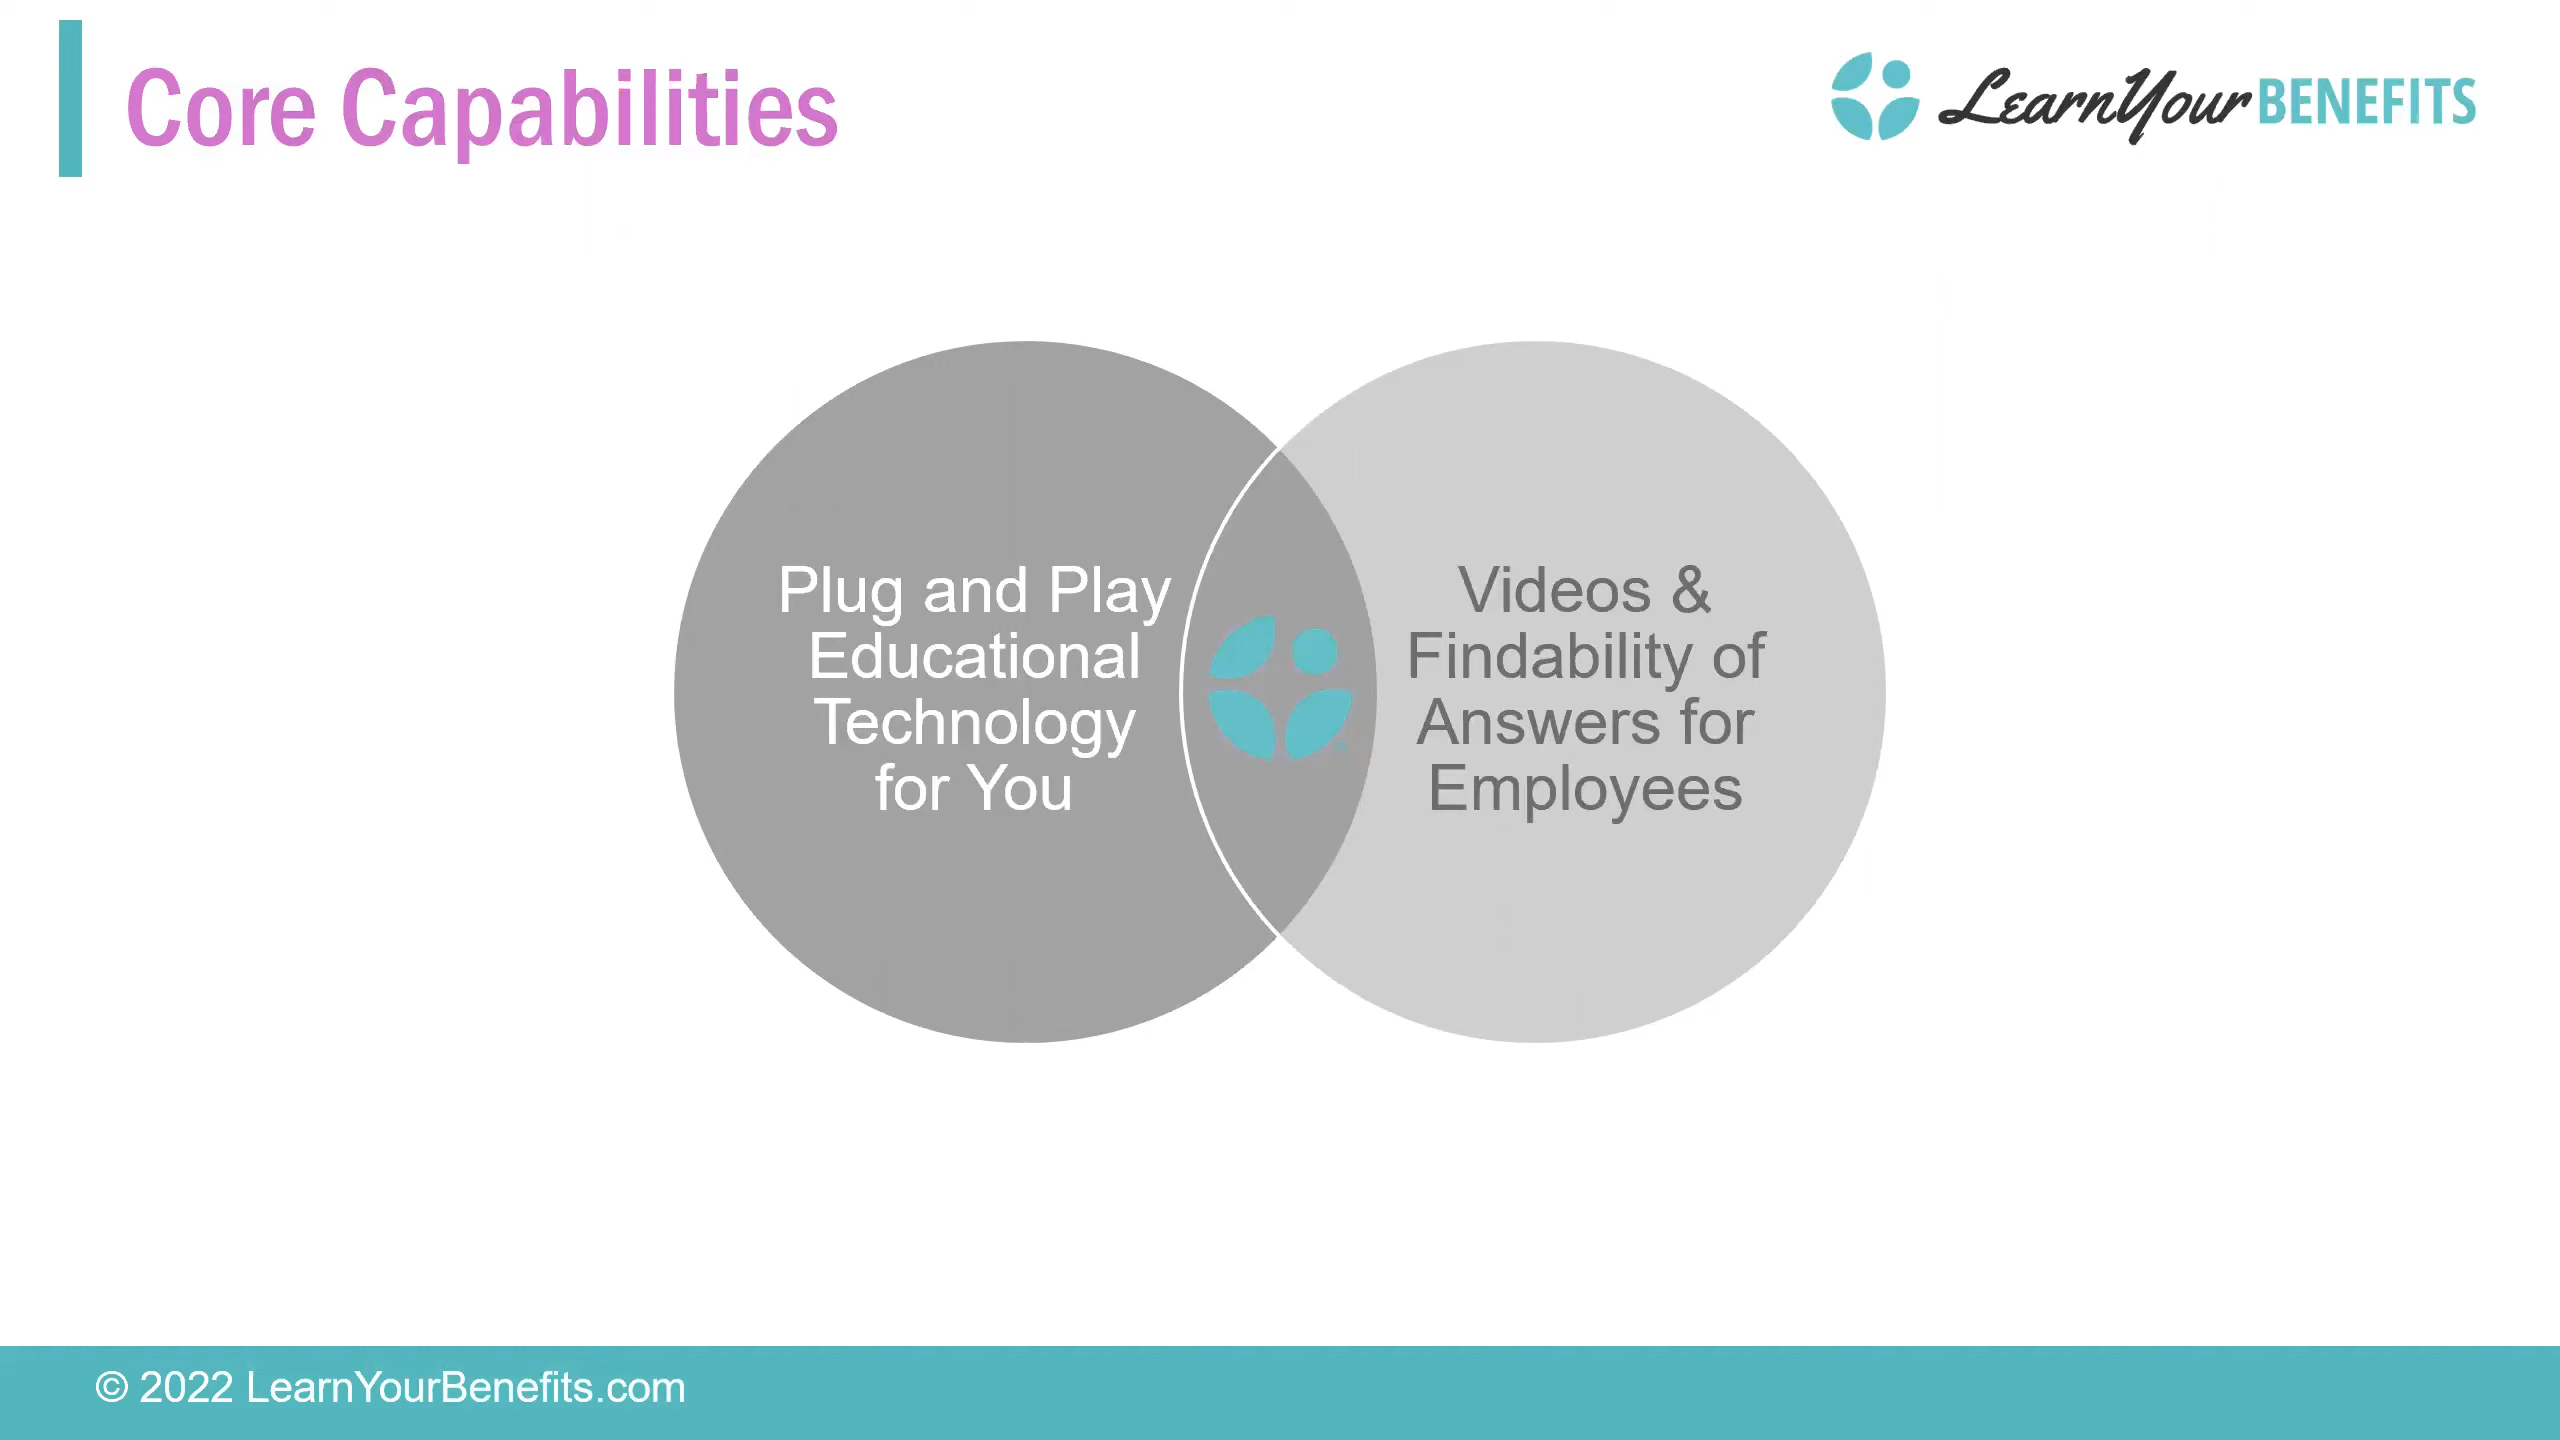 Core Capabilities
LearnYourBENEFITS
Plug and Play
Educational
Technology
for You
Videos &
Findability of
Answers for
Employees
© 2022 LearnYourBenefits.com